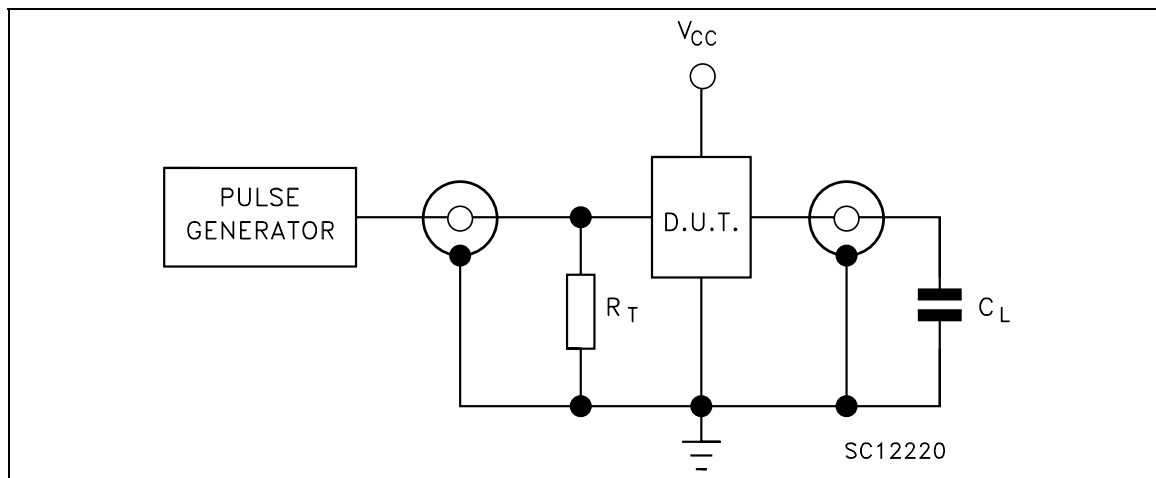 VCC
PULSE
GENERATOR
D.U.T.
RT
CL
SC12220